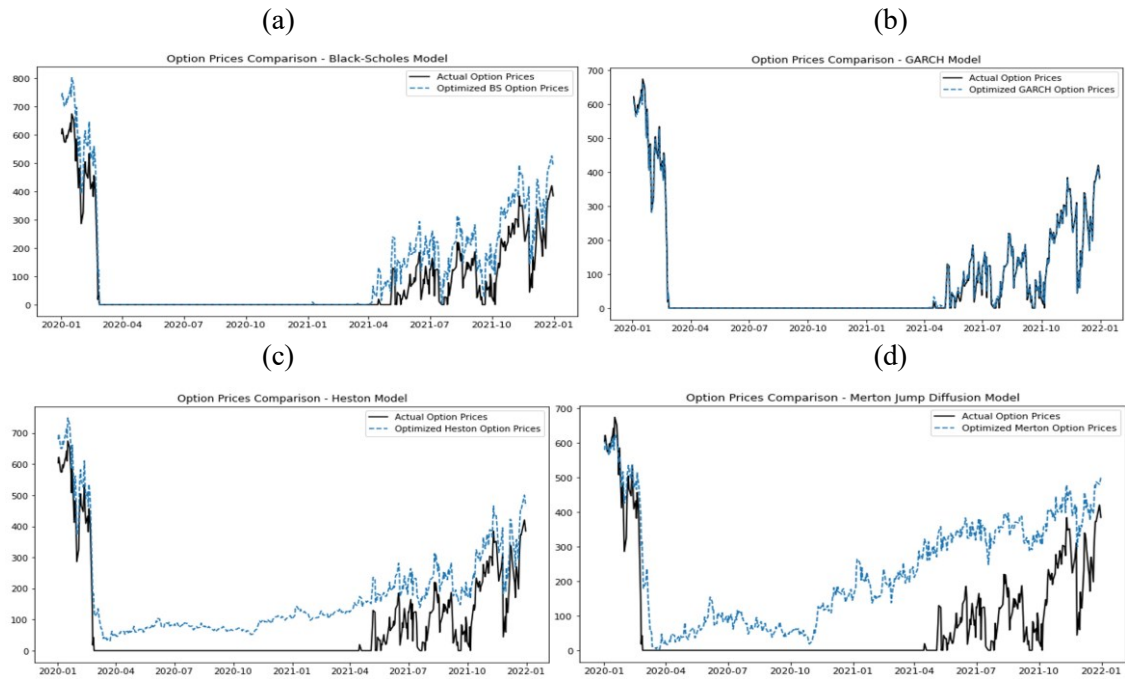 (a)
Option Prices Comparison - Black-Scholes Model
Actual Option Prices
Optimized BS Option Prices
800
700
600
500
400
300
200
100
0
2020-01 2020-04 2020-07 2020-10 2021-01 2021-04 2021-07 2021-10 2022-01
(b)
Option Prices Comparison - GARCH Model
Actual Option Prices
Optimized GARCH Option Prices
700
600
500
400
300
200
100
0
2020-01 2020-04 2020-07 2020-10 2021-01 2021-04 2021-07 2021-10 2022-01
(c)
Option Prices Comparison - Heston Model
Actual Option Prices
Optimized Heston Option Prices
700
600
500
400
300
200
100
0
2020-01 2020-04 2020-07 2020-10 2021-01 2021-04 2021-07 2021-10 2022-01
(d)
Option Prices Comparison - Merton Jump Diffusion Model
Actual Option Prices
Optimized Merton Option Prices
700
600
500
400
300
200
100
0
2020-01 2020-04 2020-07 2020-10 2021-01 2021-04 2021-07 2021-10 2022-01